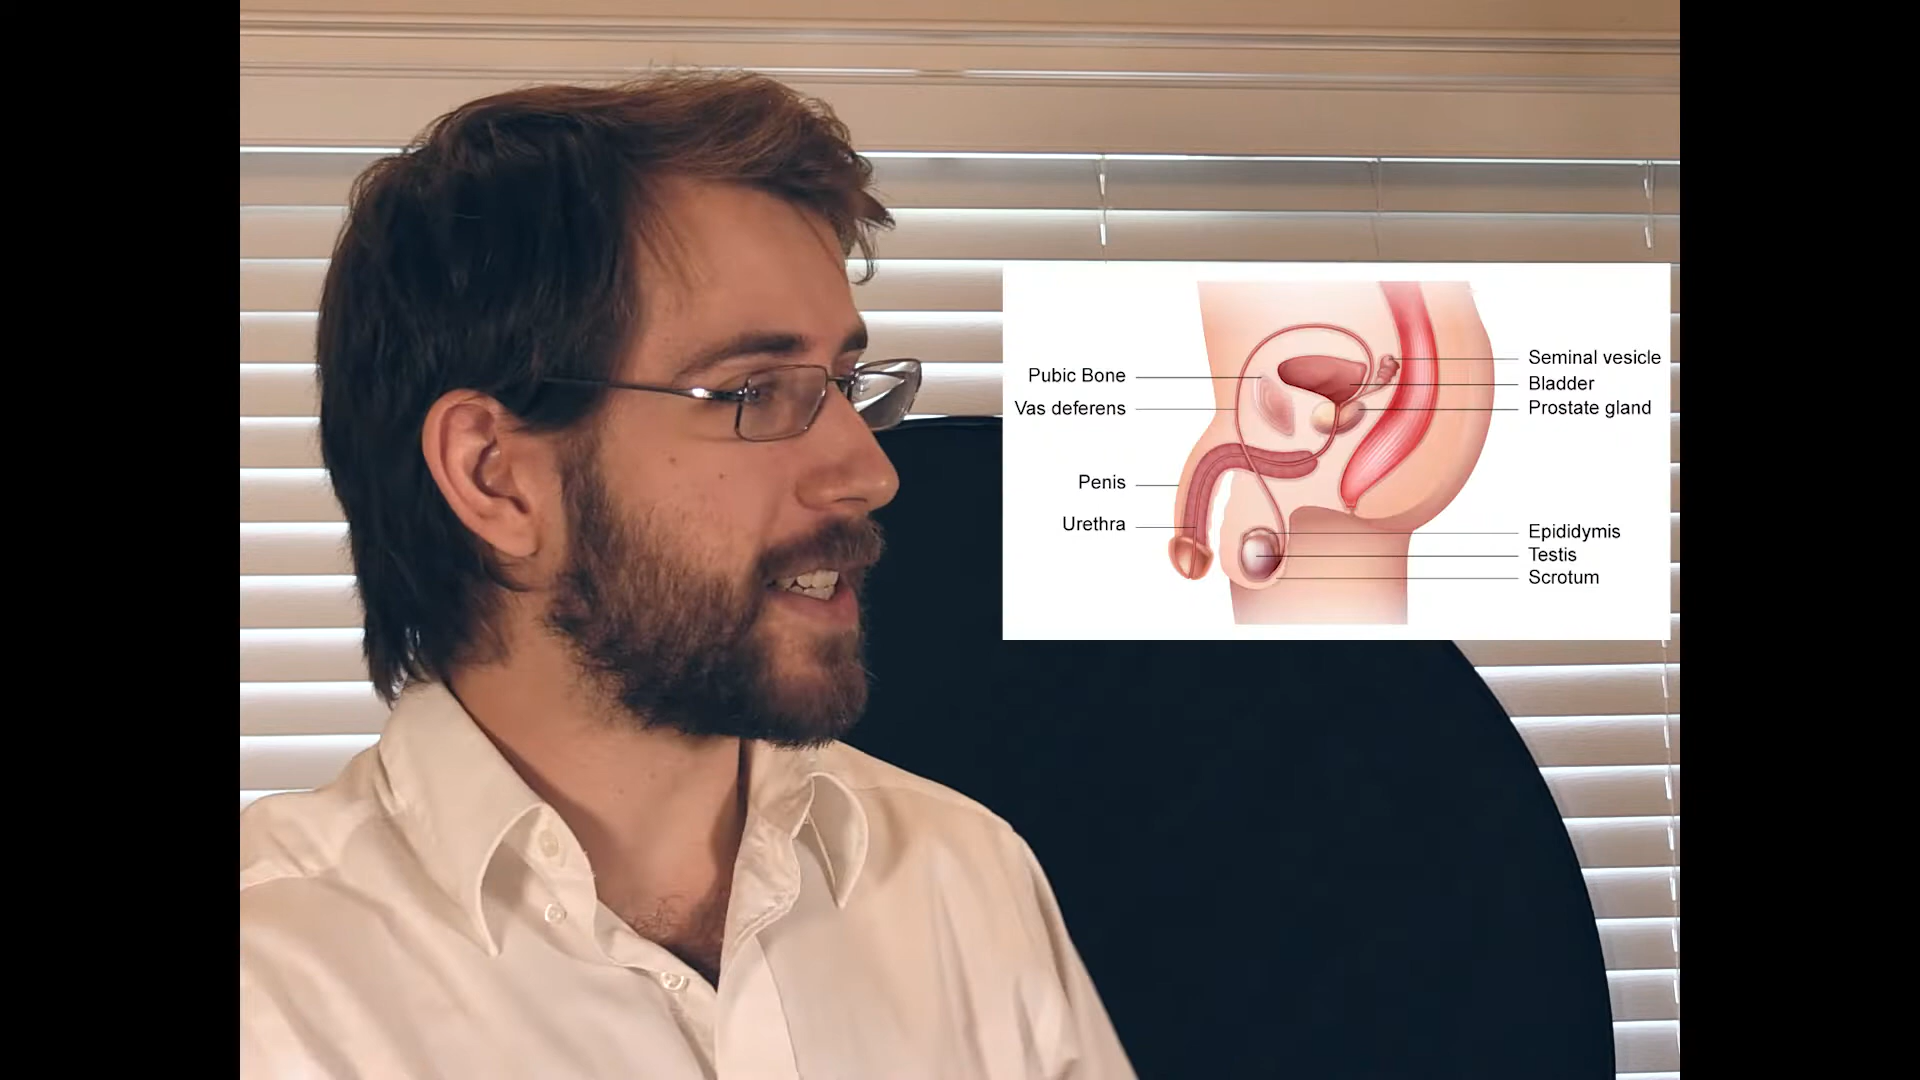 Pubic Bone
Vas deferens
Penis
Urethra
Seminal vesicle
Bladder
Prostate gland
Epididymis
Testis
Scrotum